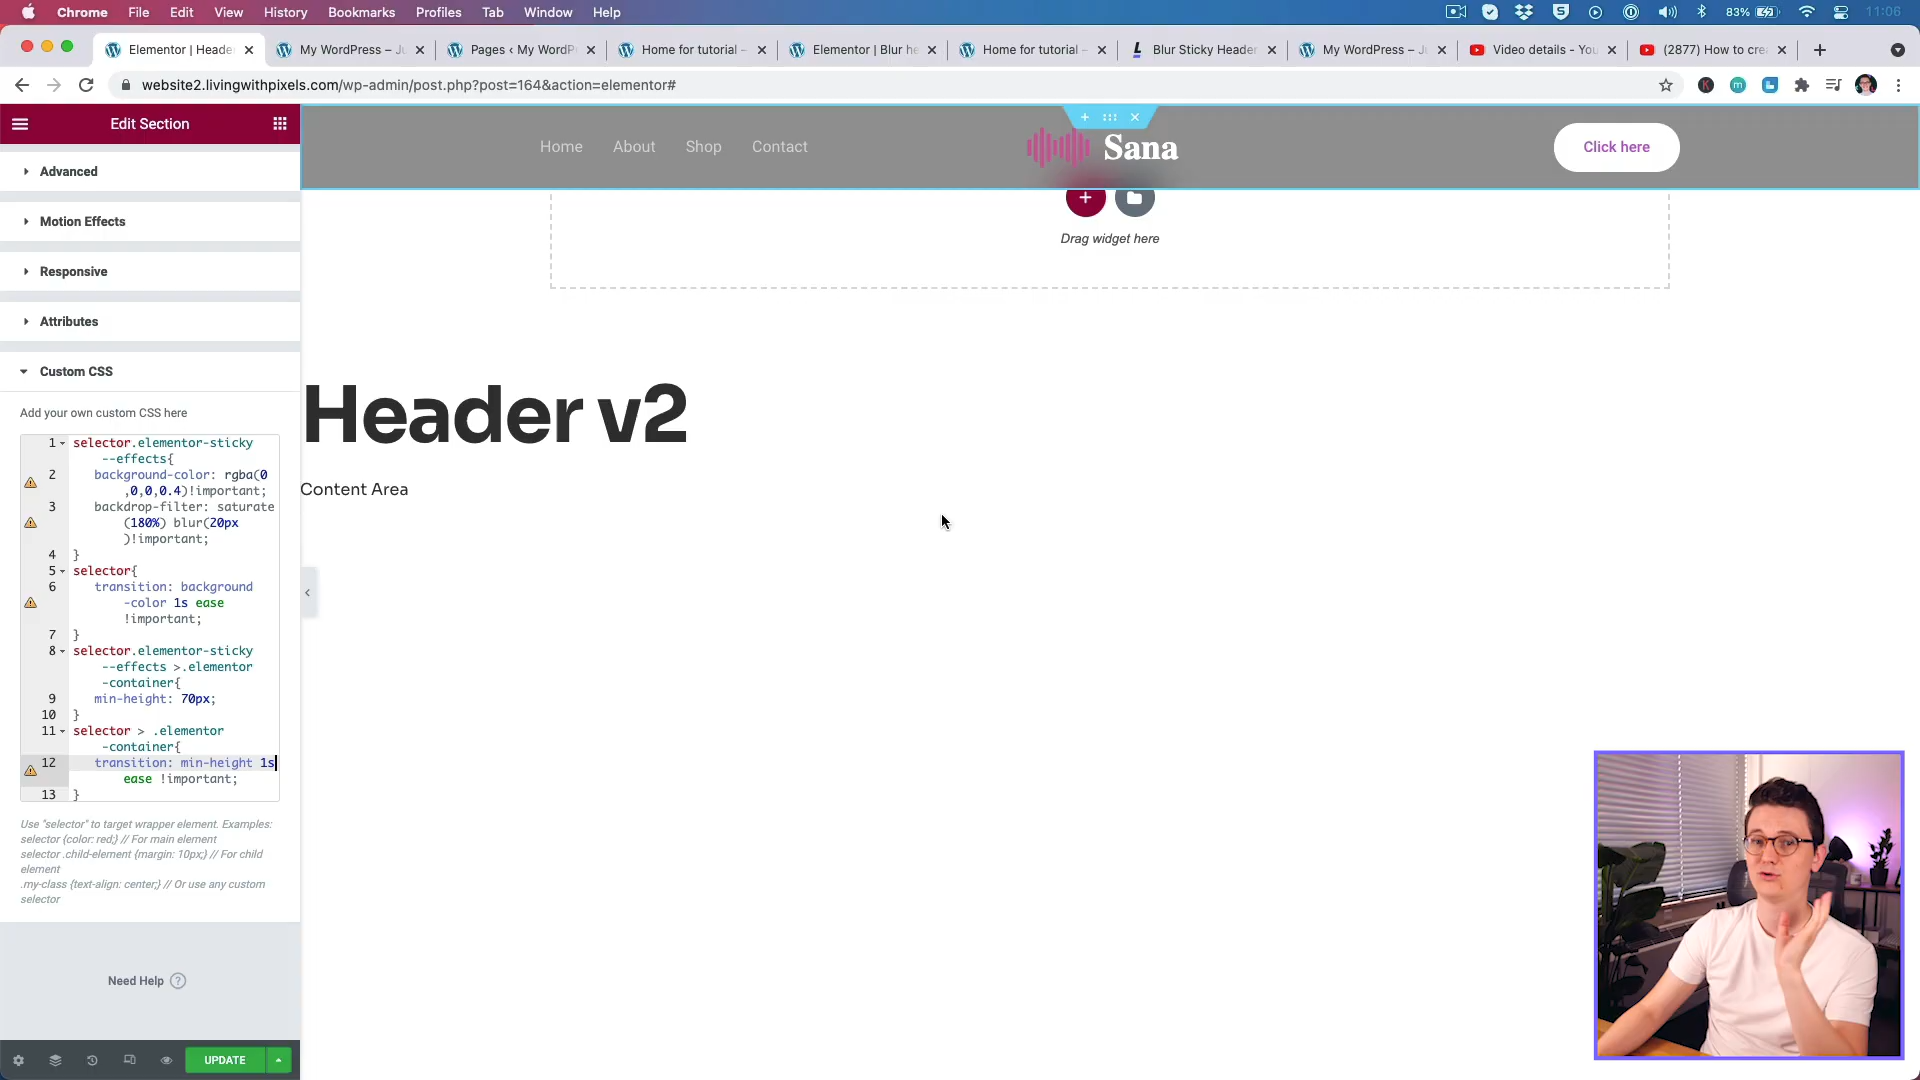 Chrome File Edit View History Bookmarks Profiles Tab Window Help 83% 11:06
Elementor | Heade My WordPress – Ju Pages ‹ My WordPr Home for tutorial – Elementor | Blur he Home for tutorial – Blur Sticky Header My WordPress – J Video details - You (2877) How to cre
website2.livingwithpixels.com/wp-admin/post.php?post=164&action=elementor#
Edit Section
Home About Shop Contact
Sana
Click here
Advanced
Motion Effects
Responsive
Attributes
Custom CSS
Add your own custom CSS here
1 selector.elementor-sticky
--effects{
2 background-color: rgba(0
,0,0,0.4)!important;
3 backdrop-filter: saturate
(180%) blur(20px
)!important;
4 }
5 selector{
6 transition: background
-color 1s ease
!important;
7 }
8 selector.elementor-sticky
--effects >.elementor
-container{
9 min-height: 70px;
10 }
11 selector > .elementor
-container{
12 transition: min-height 1s
ease !important;
13 }
Use "selector" to target wrapper element. Examples:
selector {color: red;} // For main element
selector .child-element {margin: 10px;} // For child
element
.my-class {text-align: center;} // Or use any custom
selector
Need Help ?
UPDATE
Drag widget here
Header v2
Content Area